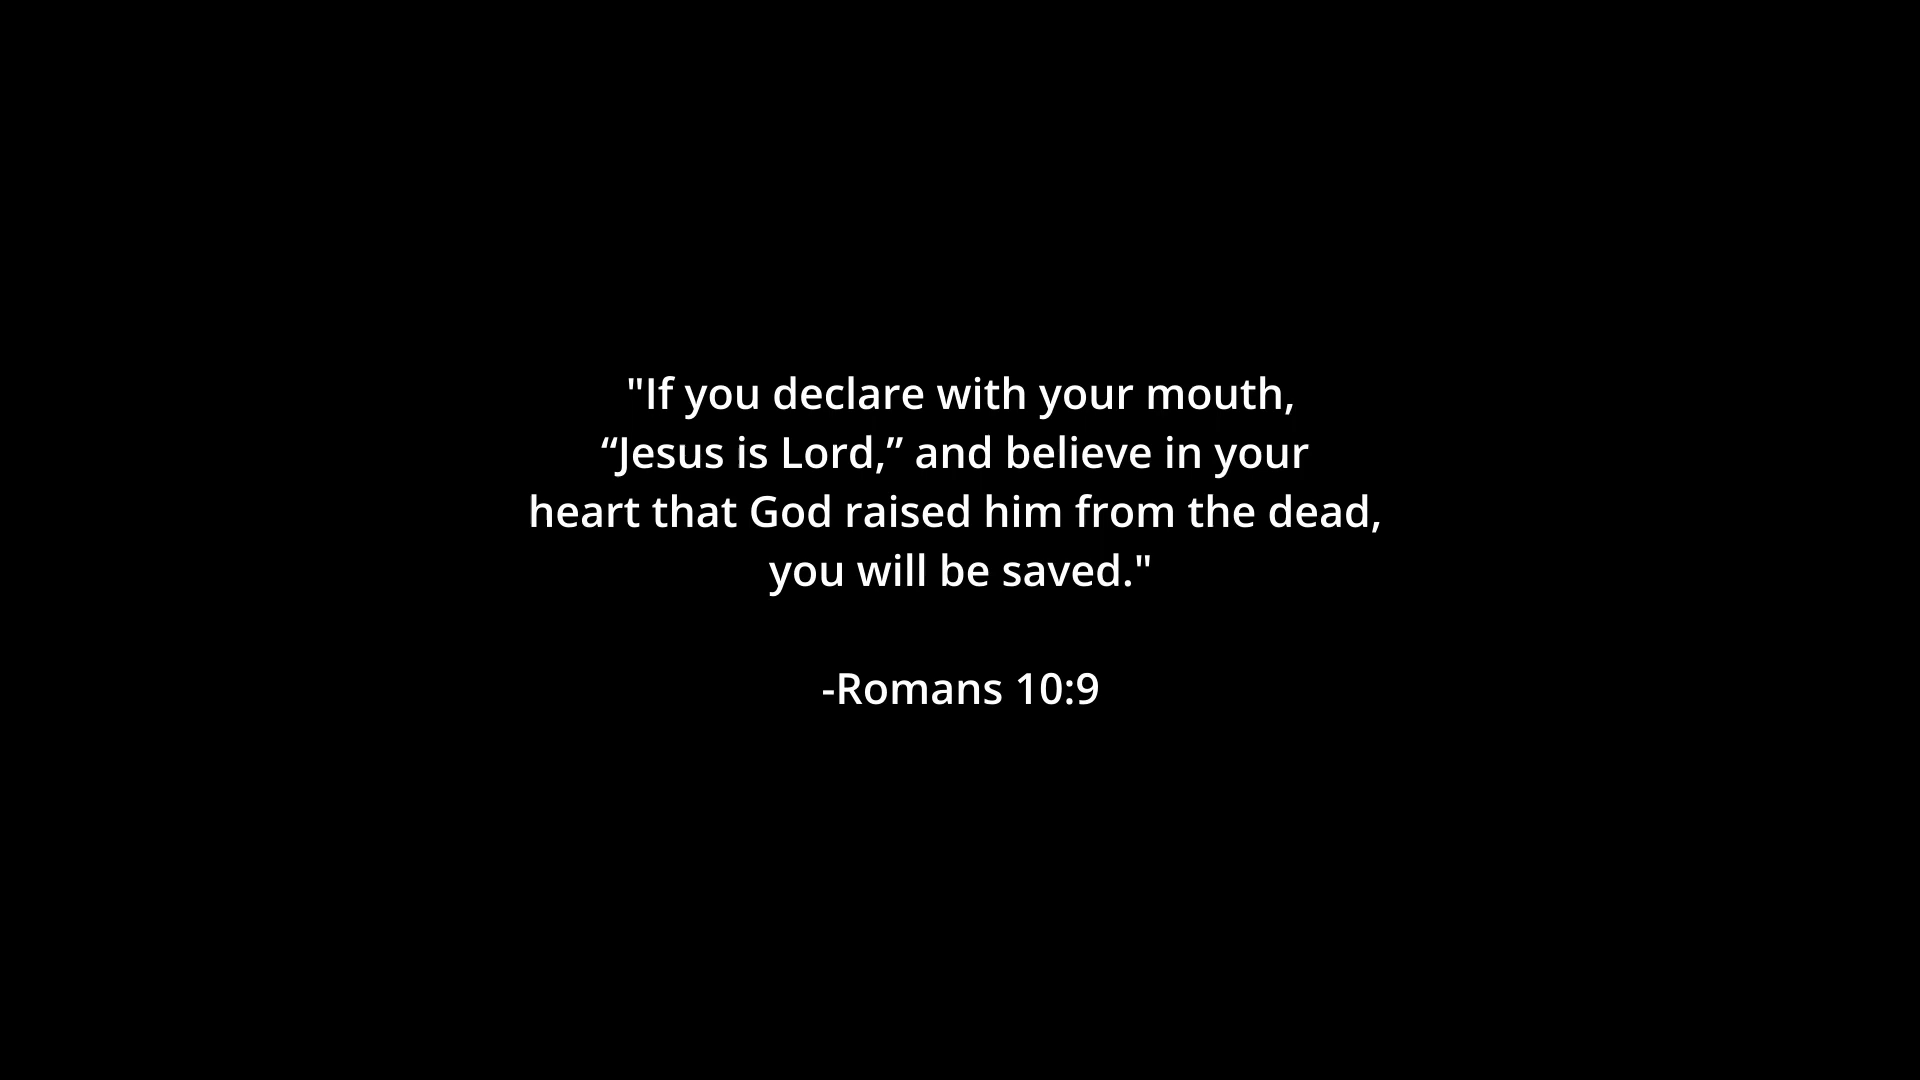 "If you declare with your mouth,
“Jesus is Lord,” and believe in your
heart that God raised him from the dead,
you will be saved."
-Romans 10:9